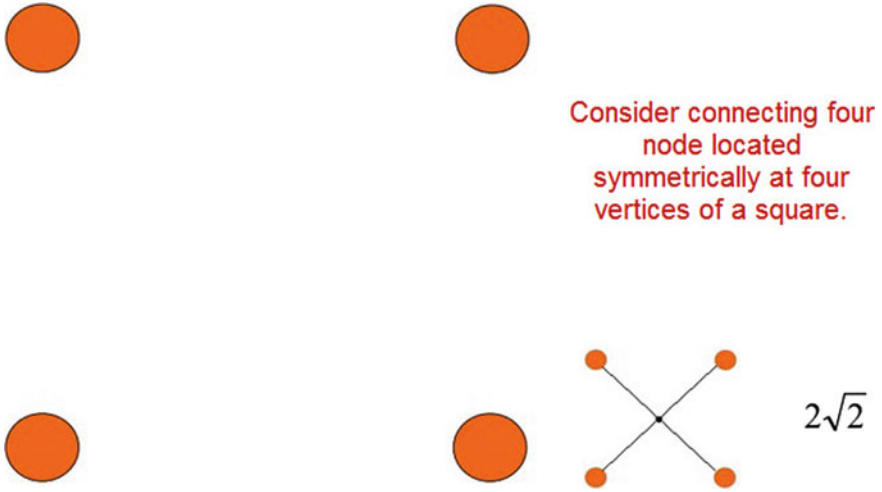 Consider connecting four
node located
symmetrically at four
vertices of a square.
2√2